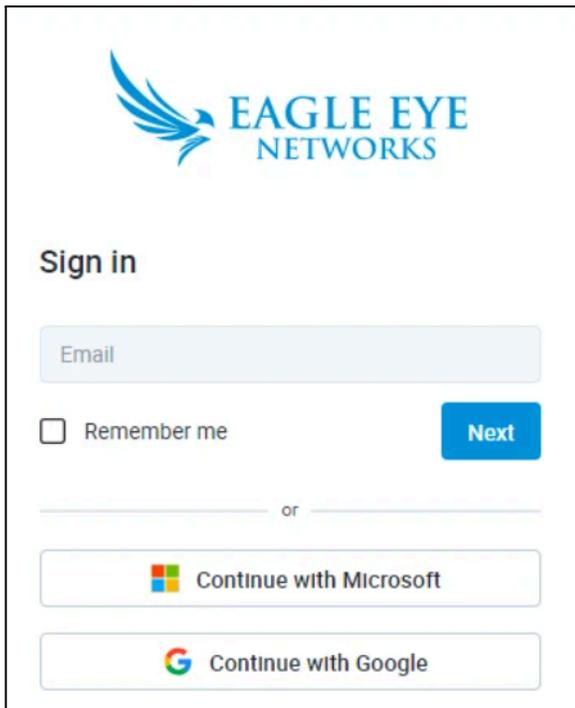 EAGLE EYE
NETWORKS
Sign in
Email
Remember me
Next
or
Continue with Microsoft
Continue with Google